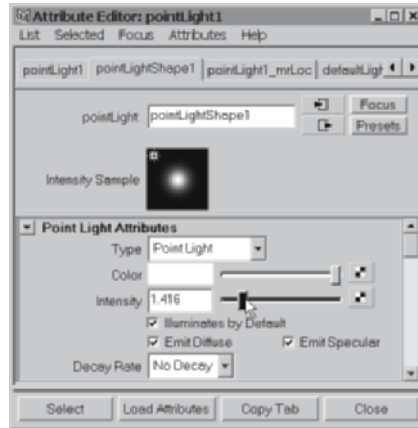 Attribute Editor: pointLight1
List Selected Focus Attributes Help
pointLight1 pointLightShape1 pointLight1_mrLoc defaultLigh
pointLight: pointLightShape1 Focus
Presets
Intensity Sample
Point Light Attributes
Type Point Light
Color
Intensity 1.416
Illuminates by Default
Emit Diffuse Emit Specular
Decay Rate No Decay
Select Load Attributes Copy Tab Close